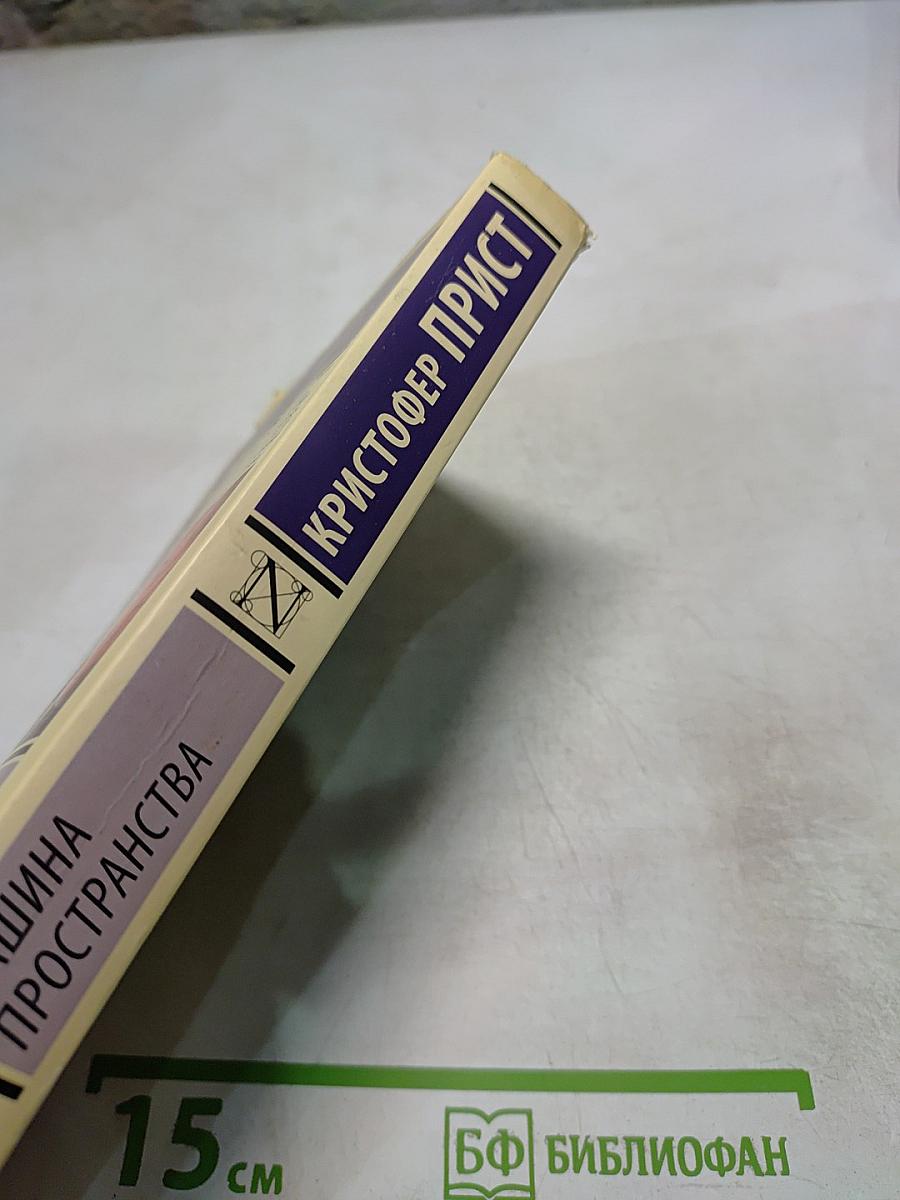 КРИСТОФЕР ПРИСТ
ШИНА
ПРОСТРАНСТВА
15 см
БФ БИБЛИОФАН